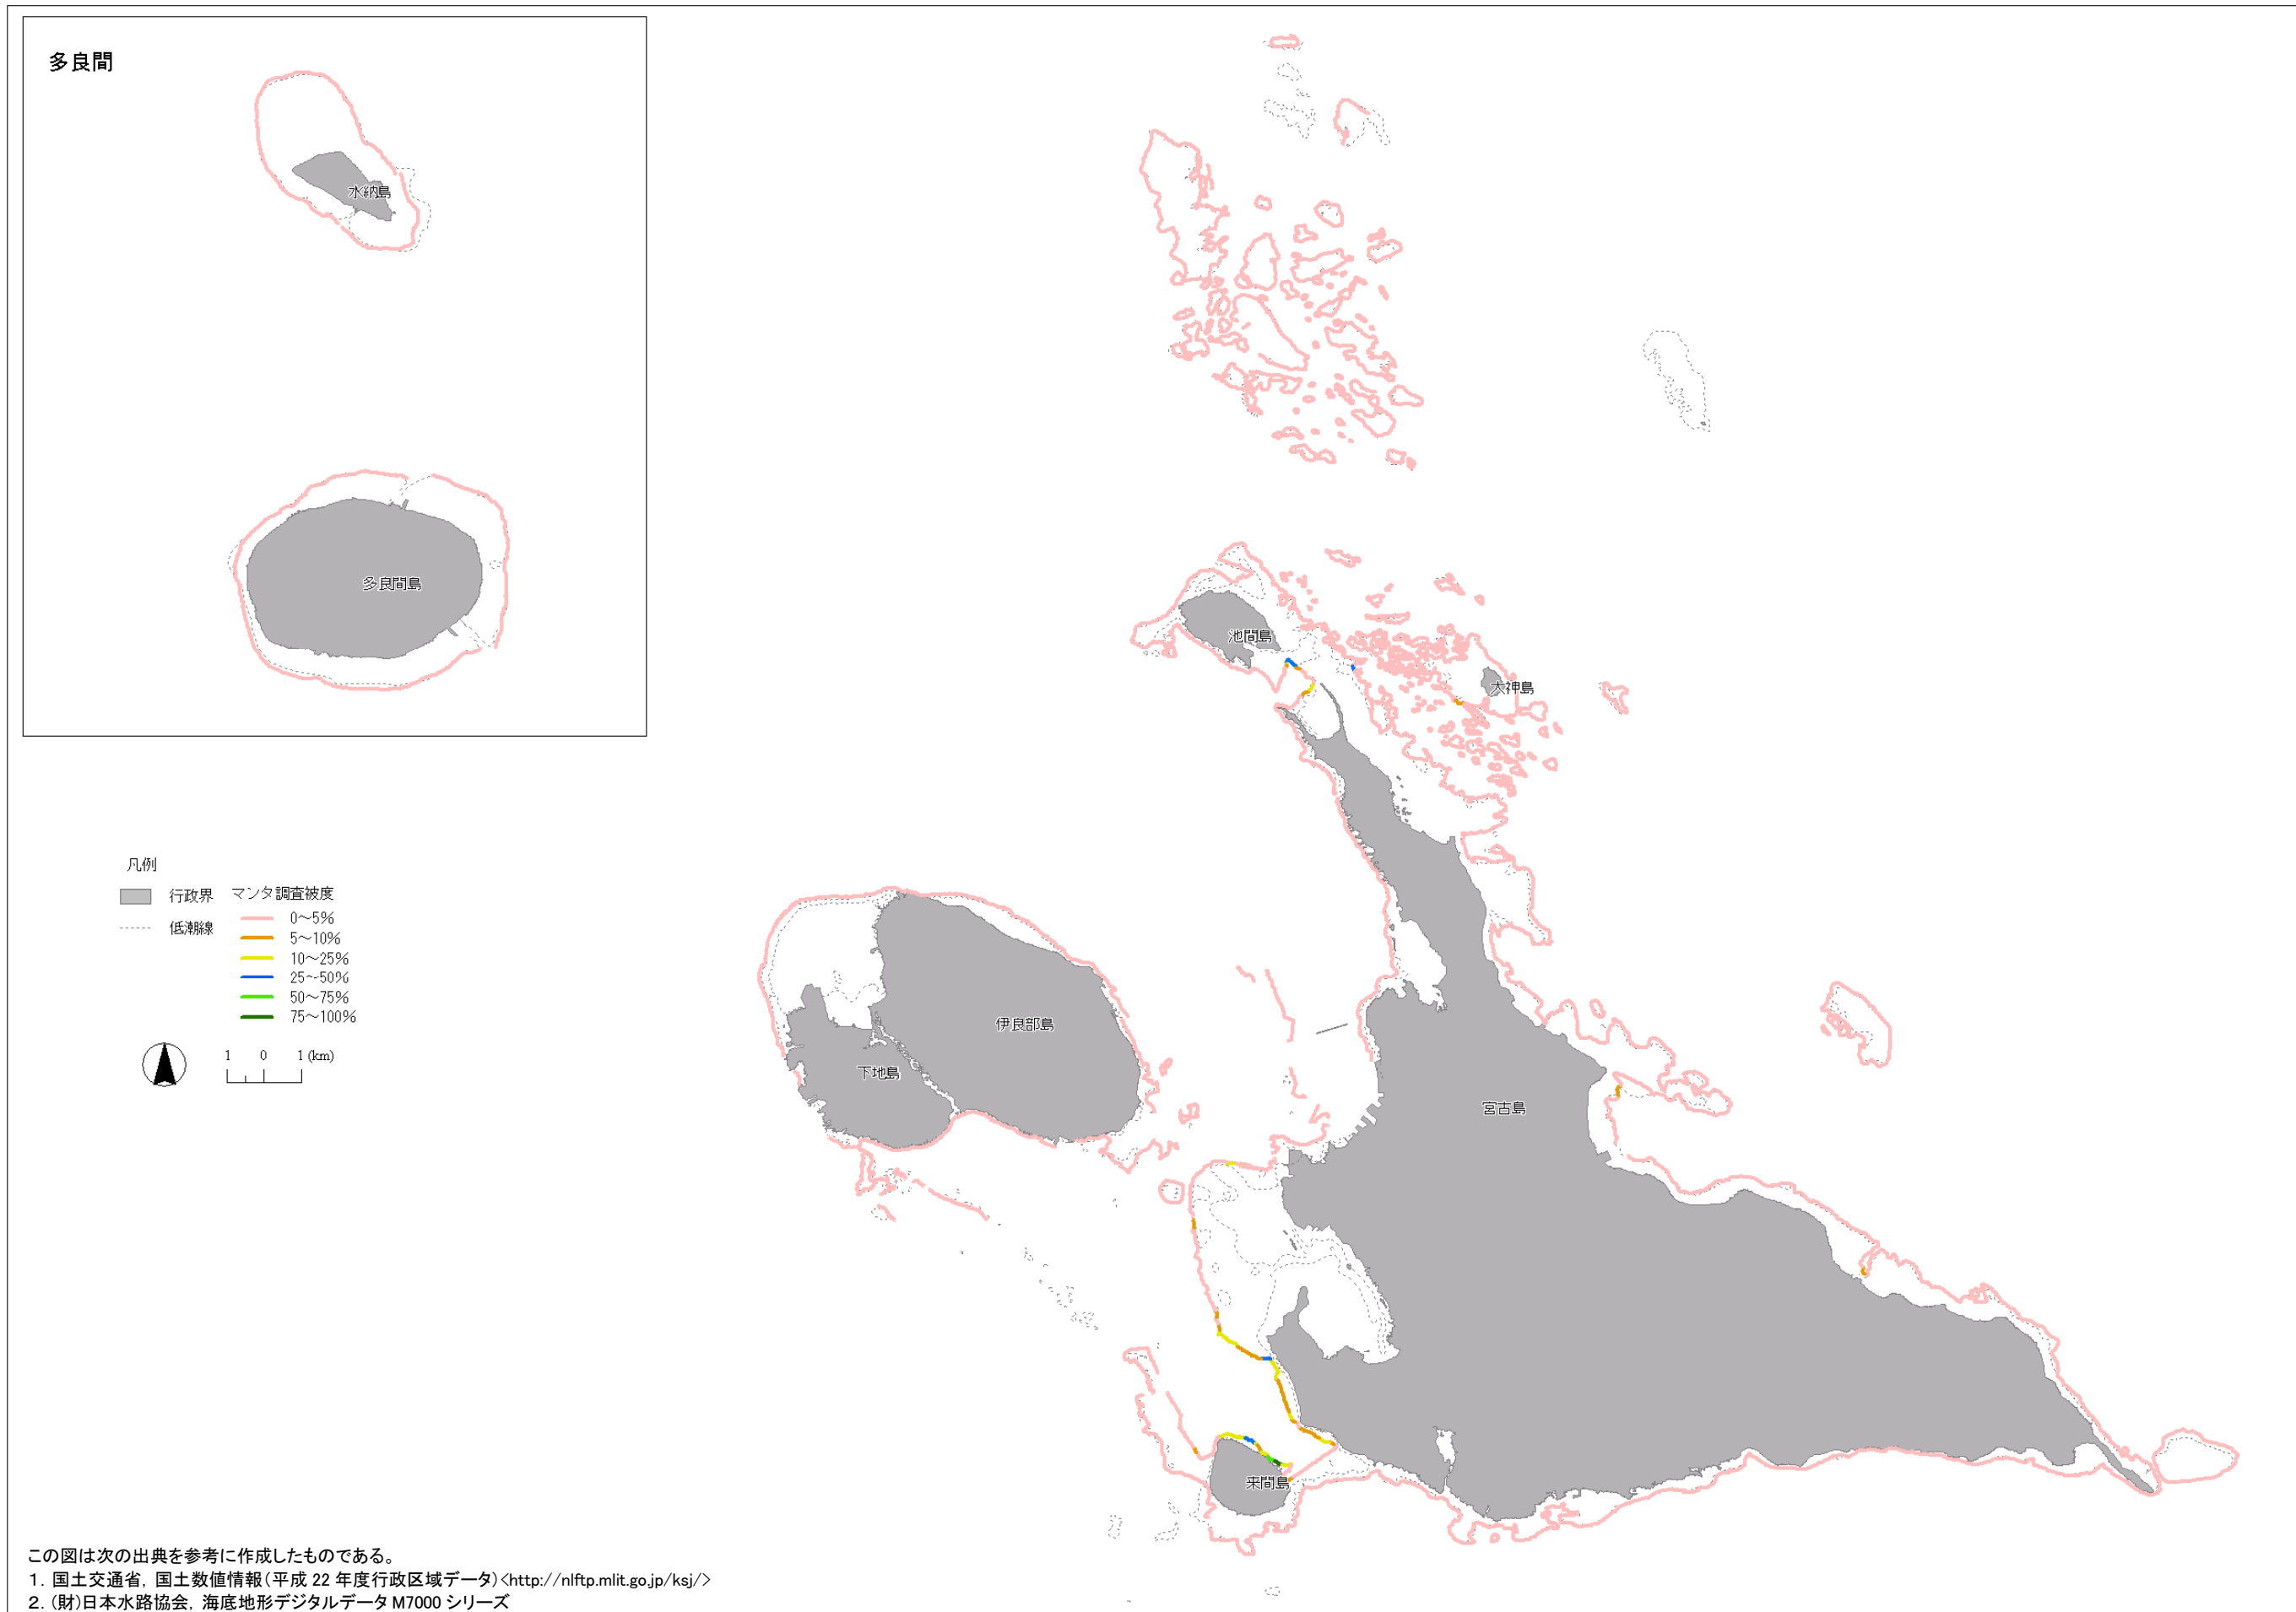 多良間
水納島
多良間島
池間島
大神島
伊良部島
下地島
宮古島
来間島
凡例
行政界 マンタ調査被度
低潮線
0～5%
5～10%
10～25%
25～50%
50～75%
75～100%
1 0 1 (km)
この図は次の出典を参考に作成したものである。
1. 国土交通省, 国土数値情報(平成 22 年度行政区域データ)<http://nlftp.mlit.go.jp/ksj/>
2. (財)日本水路協会, 海底地形デジタルデータ M7000 シリーズ